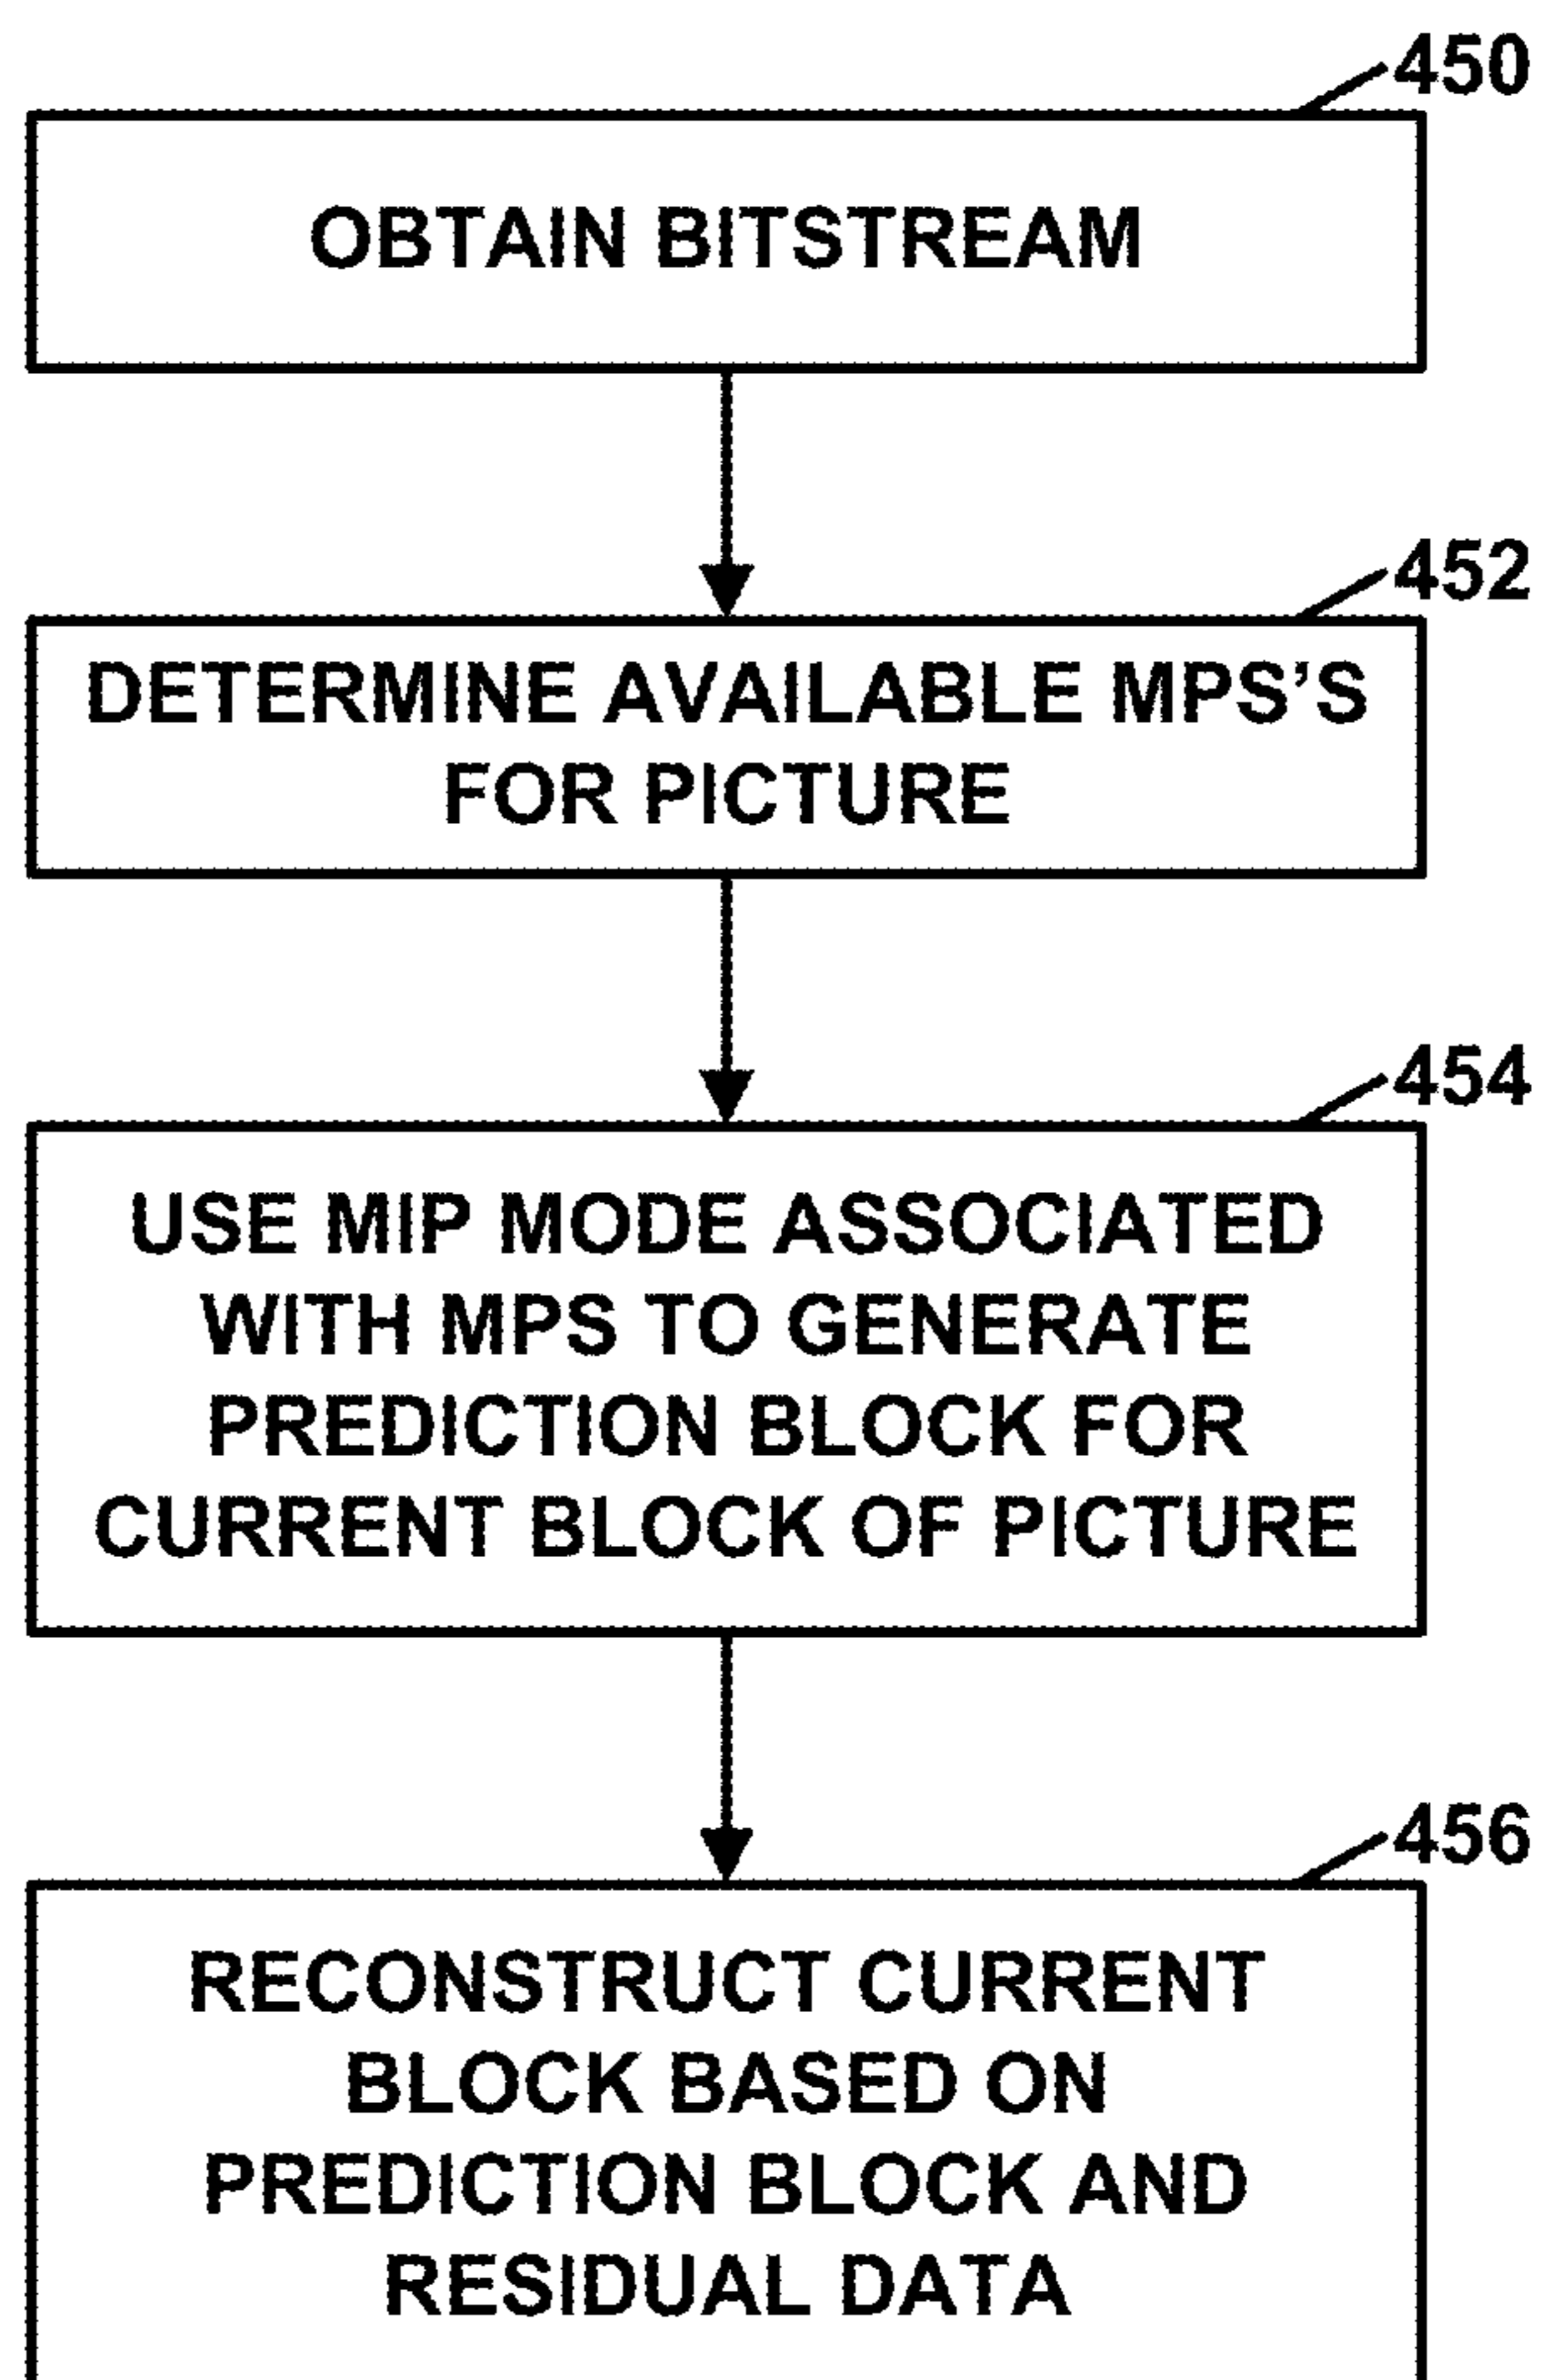 450
OBTAIN BITSTREAM
452
DETERMINE AVAILABLE MPS’S
FOR PICTURE
454
USE MIP MODE ASSOCIATED
WITH MPS TO GENERATE
PREDICTION BLOCK FOR
CURRENT BLOCK OF PICTURE
456
RECONSTRUCT CURRENT
BLOCK BASED ON
PREDICTION BLOCK AND
RESIDUAL DATA